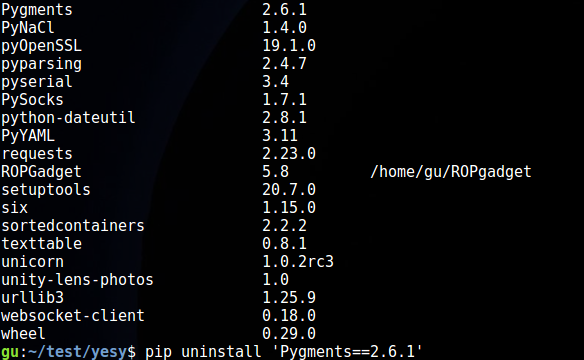 Pygments 2.6.1
PyNaCl 1.4.0
pyOpenSSL 19.1.0
pyparsing 2.4.7
pyserial 3.4
PySocks 1.7.1
python-dateutil 2.8.1
PyYAML 3.11
requests 2.23.0
ROPGadget 5.8 /home/gu/ROPgadget
setuptools 20.7.0
six 1.15.0
sortedcontainers 2.2.2
texttable 0.8.1
unicorn 1.0.2rc3
unity-lens-photos 1.0
urllib3 1.25.9
websocket-client 0.18.0
wheel 0.29.0
gu:~/test/yesy$ pip uninstall 'Pygments==2.6.1'